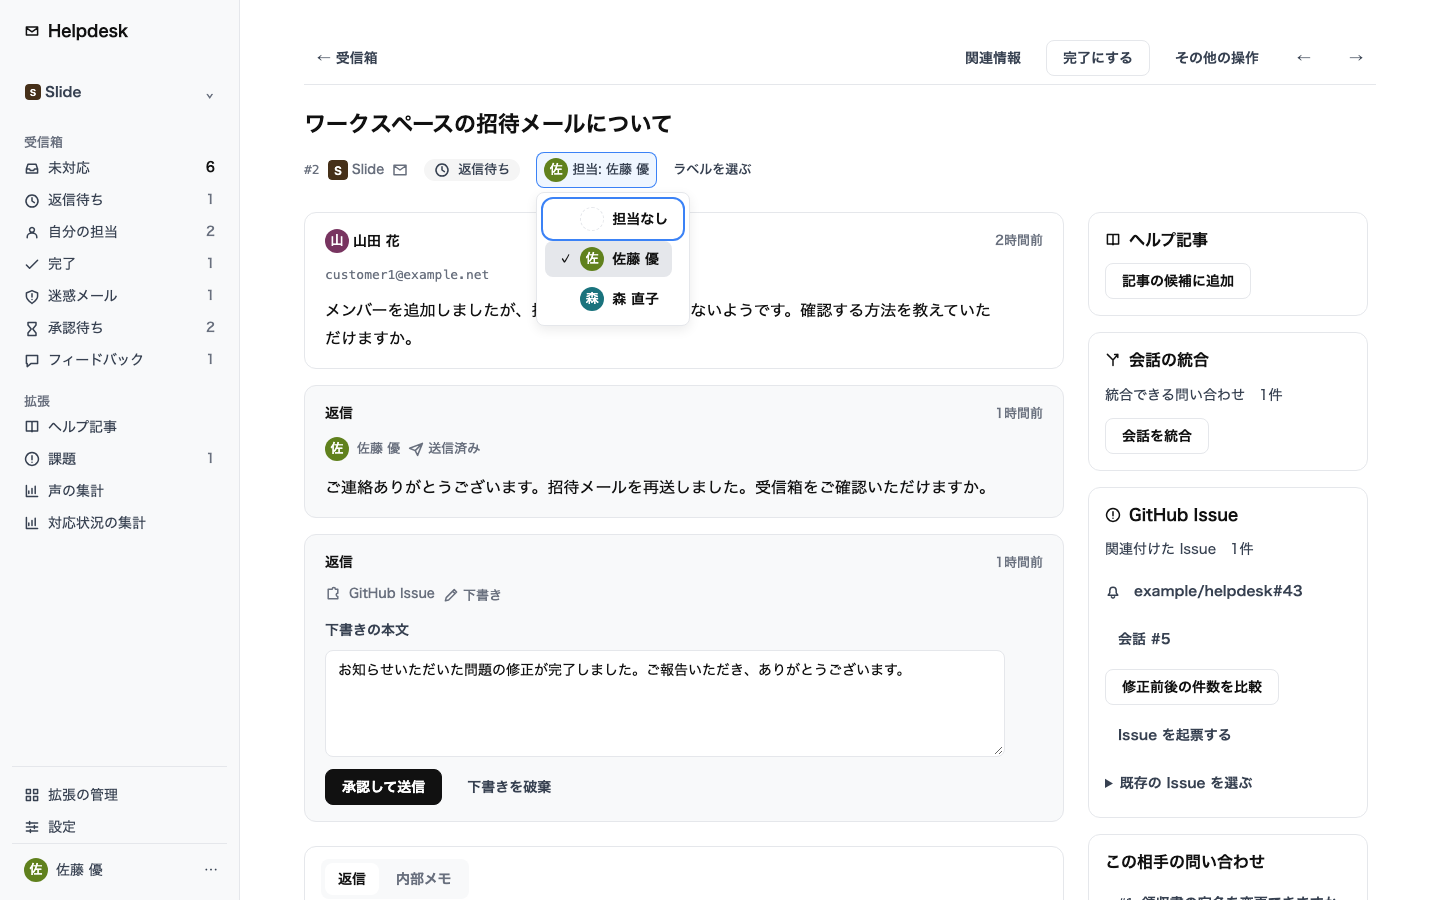 Helpdesk
S Slide
受信箱
未対応 6
返信待ち 1
自分の担当 2
完了 1
迷惑メール 1
承認待ち 2
フィードバック 1
拡張
ヘルプ記事
課題 1
声の集計
対応状況の集計
拡張の管理
設定
佐 佐藤 優 …
← 受信箱
関連情報 完了にする その他の操作 ← →
ワークスペースの招待メールについて
#2 S Slide 返信待ち 佐 担当: 佐藤 優 ラベルを選ぶ
担当なし
✓ 佐 佐藤 優
森 森 直子
山 山田 花 2時間前
customer1@example.net
メンバーを追加しましたが、 ないようです。確認する方法を教えていた
だけますか。
返信 1時間前
佐 佐藤 優 送信済み
ご連絡ありがとうございます。招待メールを再送しました。受信箱をご確認いただけますか。
返信 1時間前
GitHub Issue 下書き
下書きの本文
お知らせいただいた問題の修正が完了しました。ご報告いただき、ありがとうございます。
承認して送信 下書きを破棄
返信 内部メモ
ヘルプ記事
記事の候補に追加
会話の統合
統合できる問い合わせ 1件
会話を統合
GitHub Issue
関連付けた Issue 1件
example/helpdesk#43
会話 #5
修正前後の件数を比較
Issue を起票する
▶ 既存の Issue を選ぶ
この相手の問い合わせ